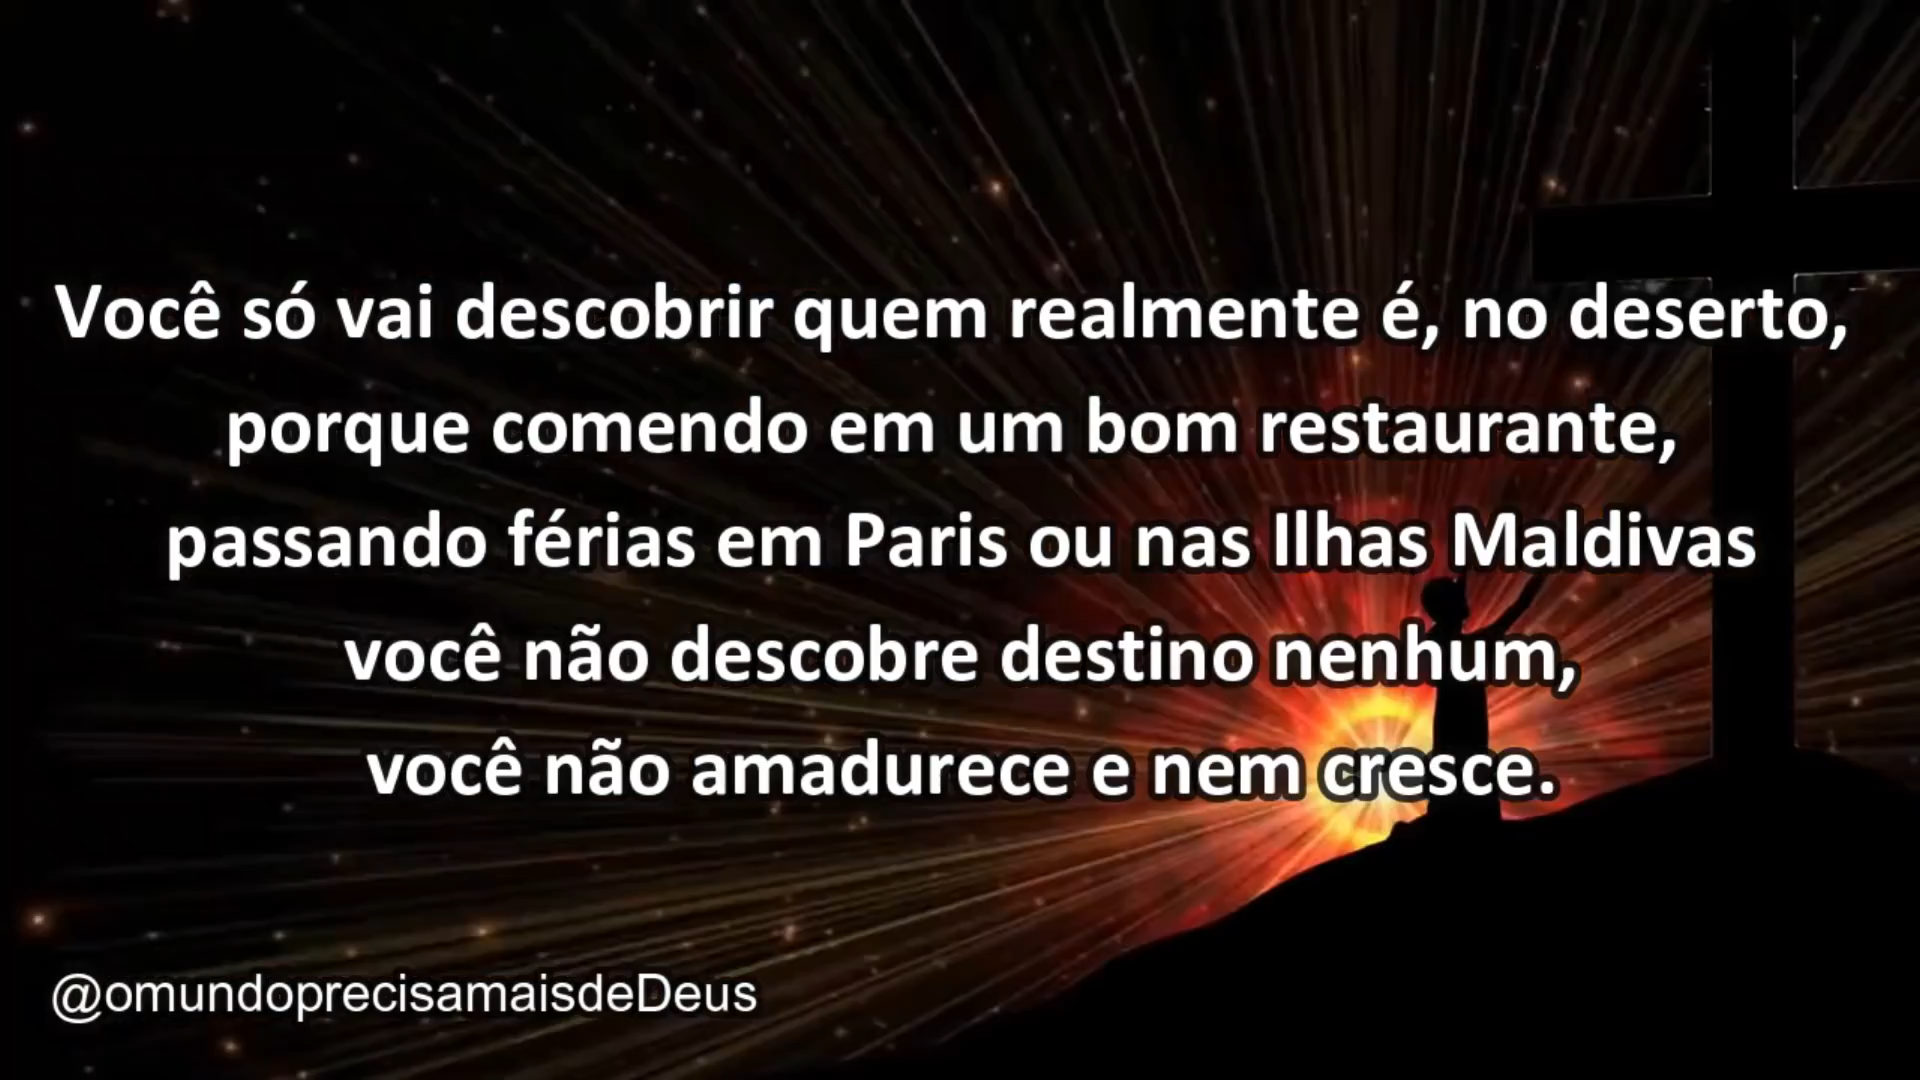 Você só vai descobrir quem realmente é, no deserto,
porque comendo em um bom restaurante,
passando férias em Paris ou nas Ilhas Maldivas
você não descobre destino nenhum,
você não amadurece e nem cresce.
@omundoprecisamaisdeDeus